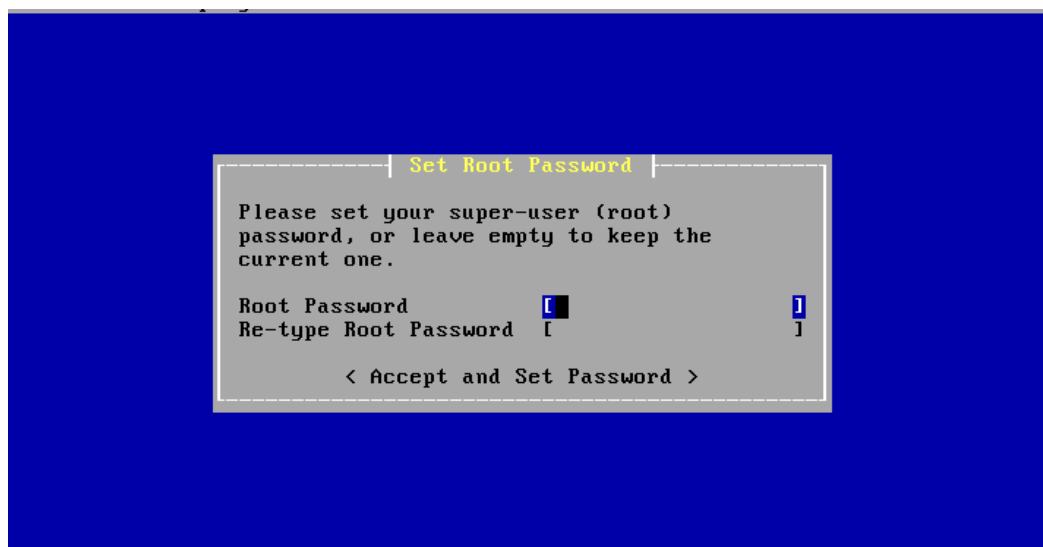 Set Root Password
Please set your super-user (root)
password, or leave empty to keep the
current one.
Root Password [ ]
Re-type Root Password [ ]
< Accept and Set Password >